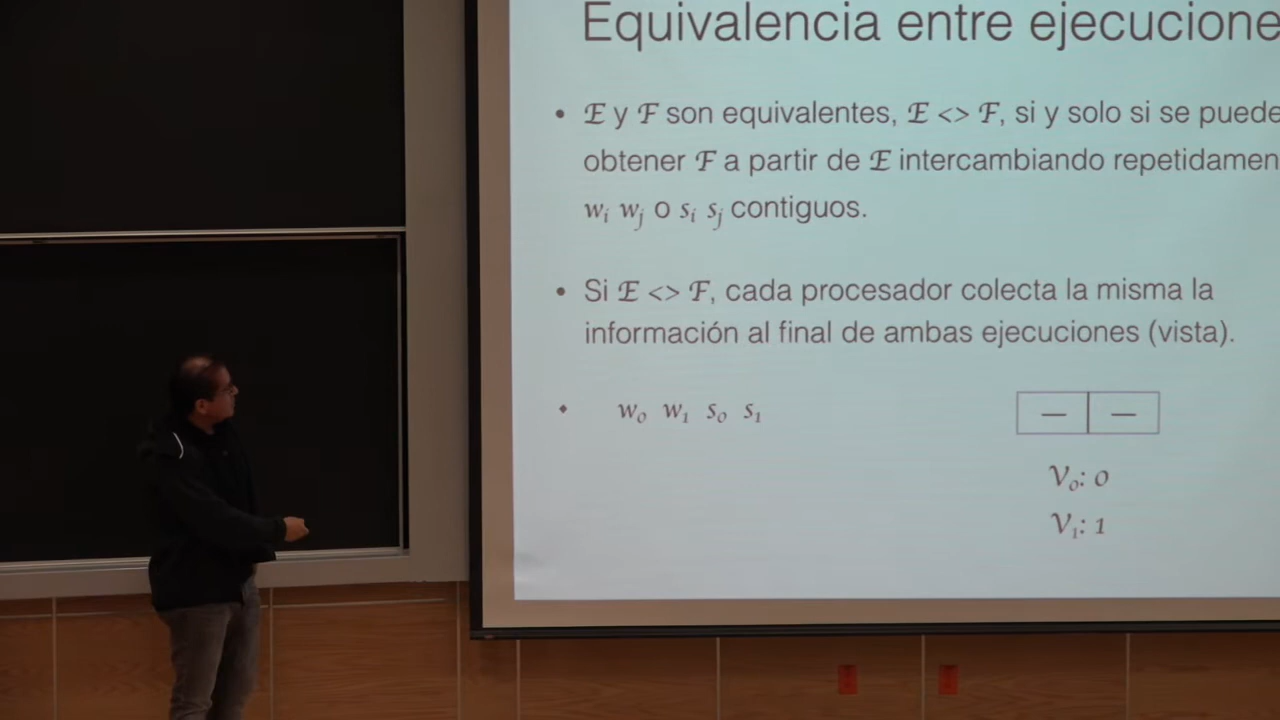 Equivalencia entre ejecucione
• E y F son equivalentes, E <> F, si y solo si se puede
obtener F a partir de E intercambiando repetidamen
wᵢ wⱼ o sᵢ sⱼ contiguos.
• Si E <> F, cada procesador colecta la misma la
información al final de ambas ejecuciones (vista).
• w₀ w₁ s₀ s₁
— —
V₀: 0
V₁: 1